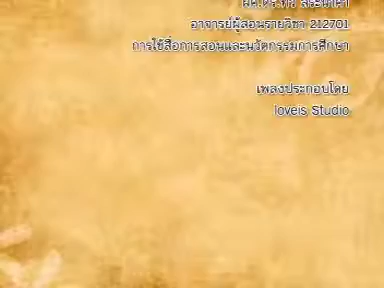 อาจารย์ผู้สอนรายวิชา 212701
การใช้สื่อการสอนและนวัตกรรมการศึกษา
เพลงประกอบโดย
loveis Studio